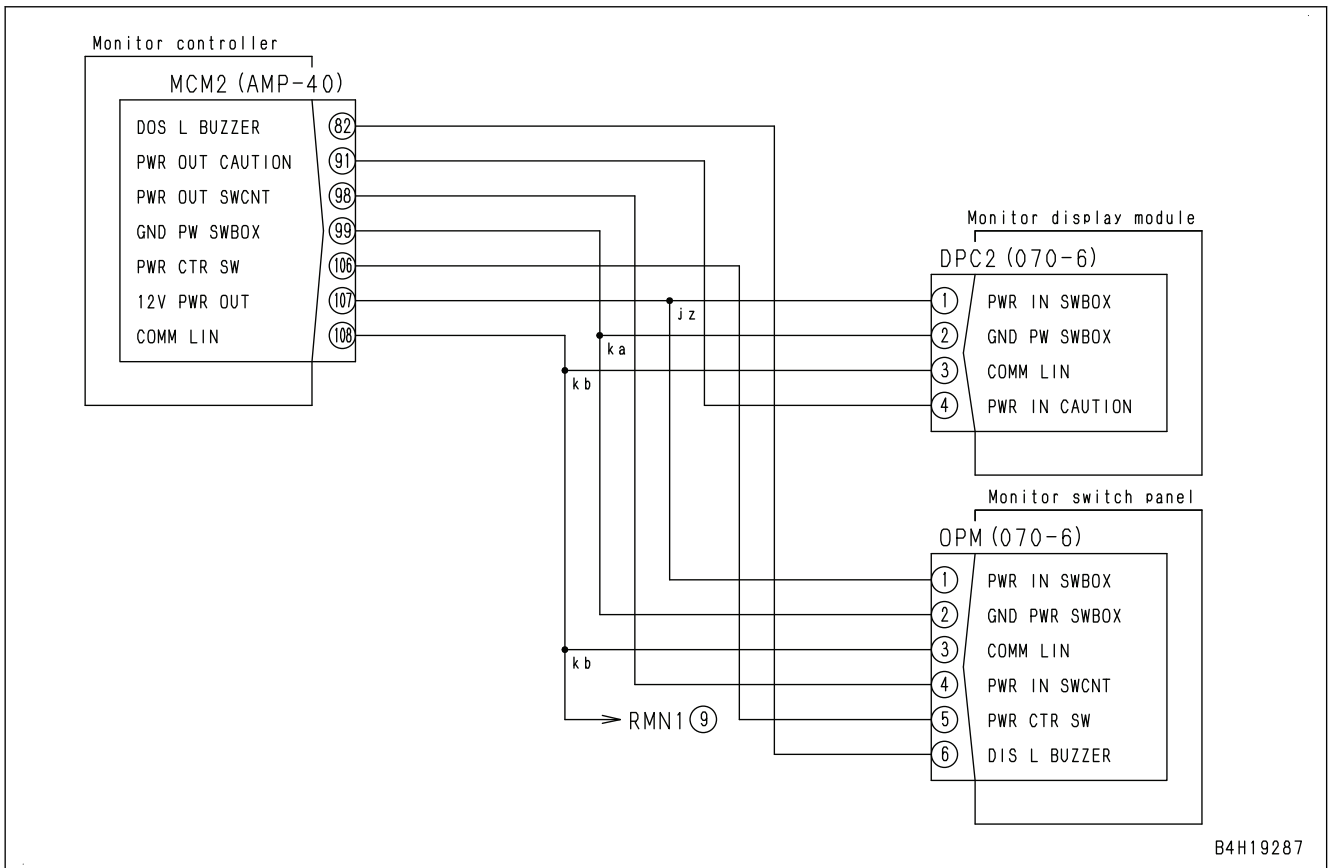 Monitor controller
MCM2 (AMP-40)
DOS L BUZZER 82
PWR OUT CAUTION 91
PWR OUT SWCNT 98
GND PW SWBOX 99
PWR CTR SW 106
12V PWR OUT 107
COMM LIN 108
jz
ka
kb
kb
RMN1 9
Monitor display module
DPC2 (070-6)
1 PWR IN SWBOX
2 GND PW SWBOX
3 COMM LIN
4 PWR IN CAUTION
Monitor switch panel
OPM (070-6)
1 PWR IN SWBOX
2 GND PWR SWBOX
3 COMM LIN
4 PWR IN SWCNT
5 PWR CTR SW
6 DIS L BUZZER
B4H19287